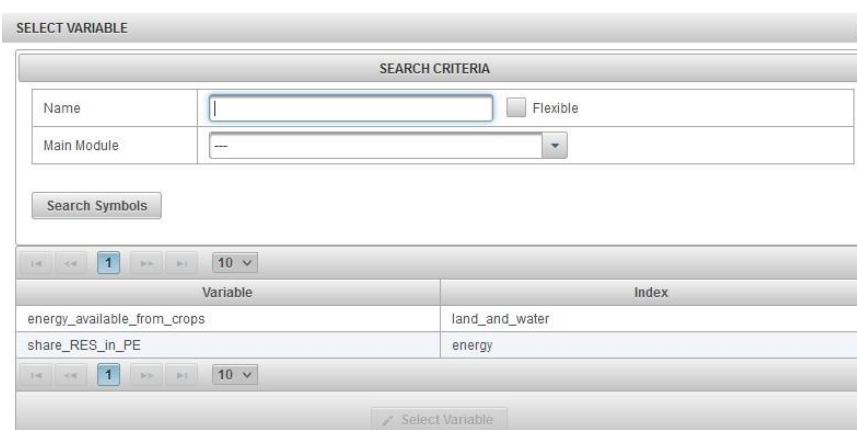 SELECT VARIABLE
SEARCH CRITERIA
Name Flexible
Main Module ---
Search Symbols
1 10
Variable Index
energy_available_from_crops land_and_water
share_RES_in_PE energy
1 10
Select Variable